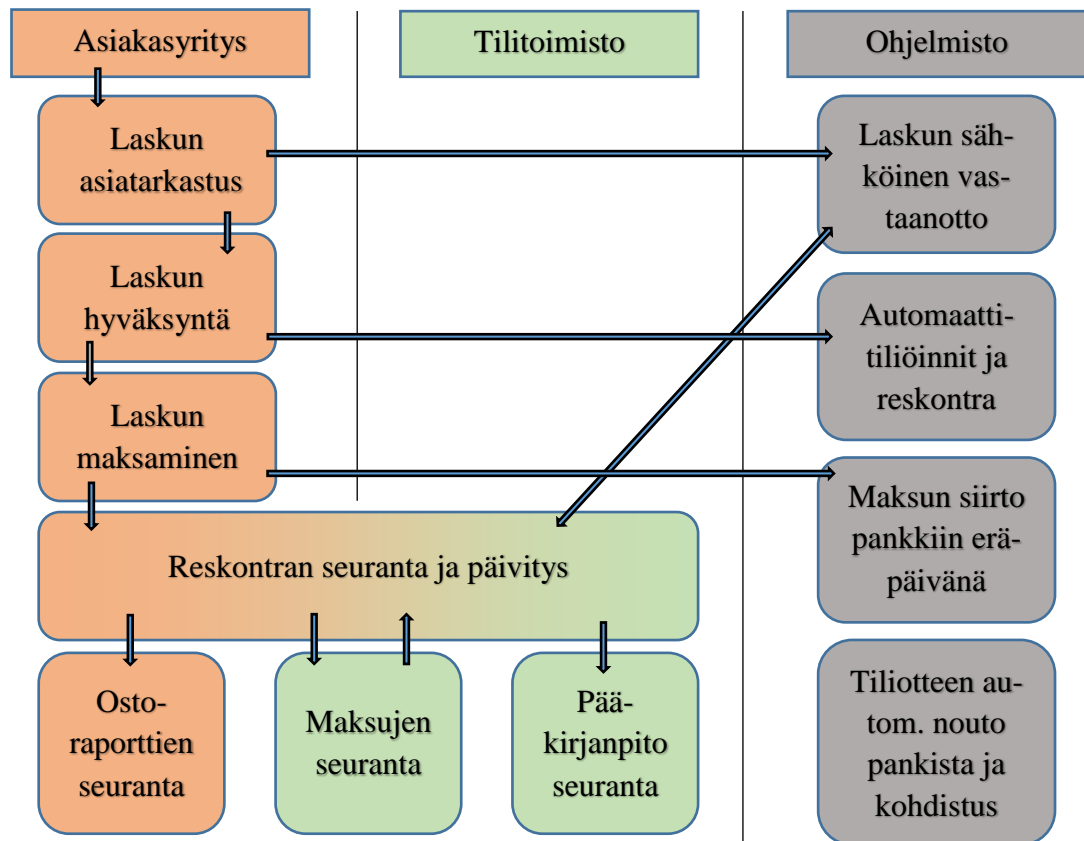 Asiakasyritys
Tilitoimisto
Ohjelmisto
Laskun
asiatarkastus
Laskun säh-
köinen vas-
taanotto
Laskun
hyväksyntä
Automaatti-
tiliöinnit ja
reskontra
Laskun
maksaminen
Maksun siirto
pankkiin erä-
päivänä
Reskontran seuranta ja päivitys
Osto-
raporttien
seuranta
Maksujen
seuranta
Pää-
kirjanpito
seuranta
Tiliotteen au-
tom. nouto
pankista ja
kohdistus